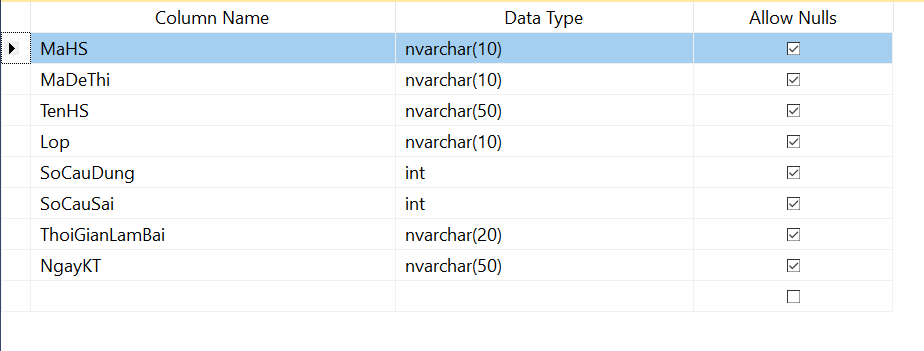 Column Name Data Type Allow Nulls
MaHS nvarchar(10)
MaDeThi nvarchar(10)
TenHS nvarchar(50)
Lop nvarchar(10)
SoCauDung int
SoCauSai int
ThoiGianLamBai nvarchar(20)
NgayKT nvarchar(50)